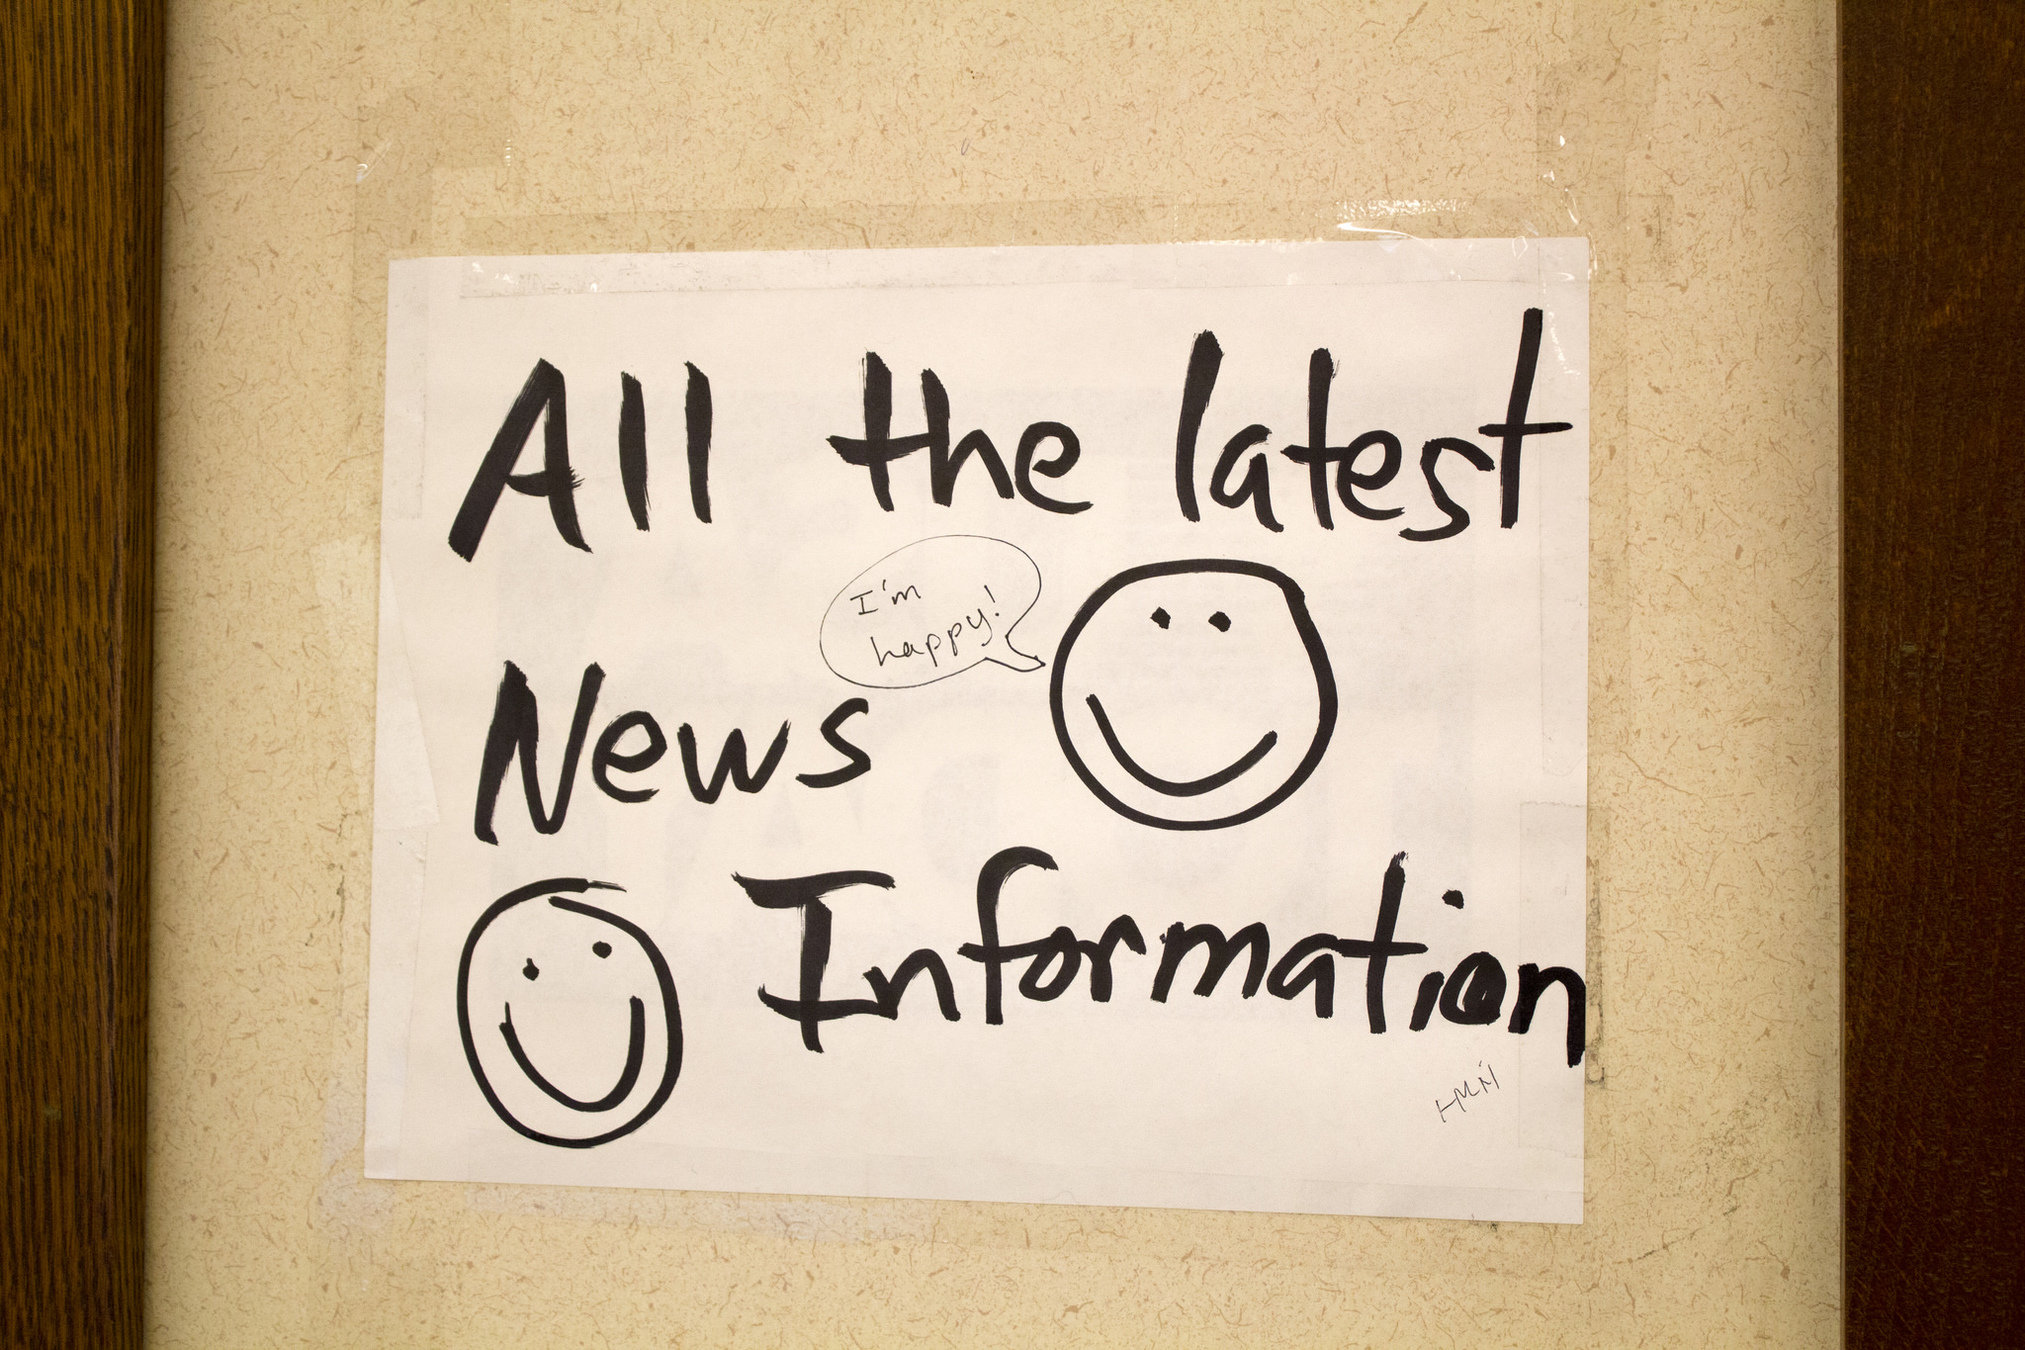 All the latest
I'm
happy!
News
Information